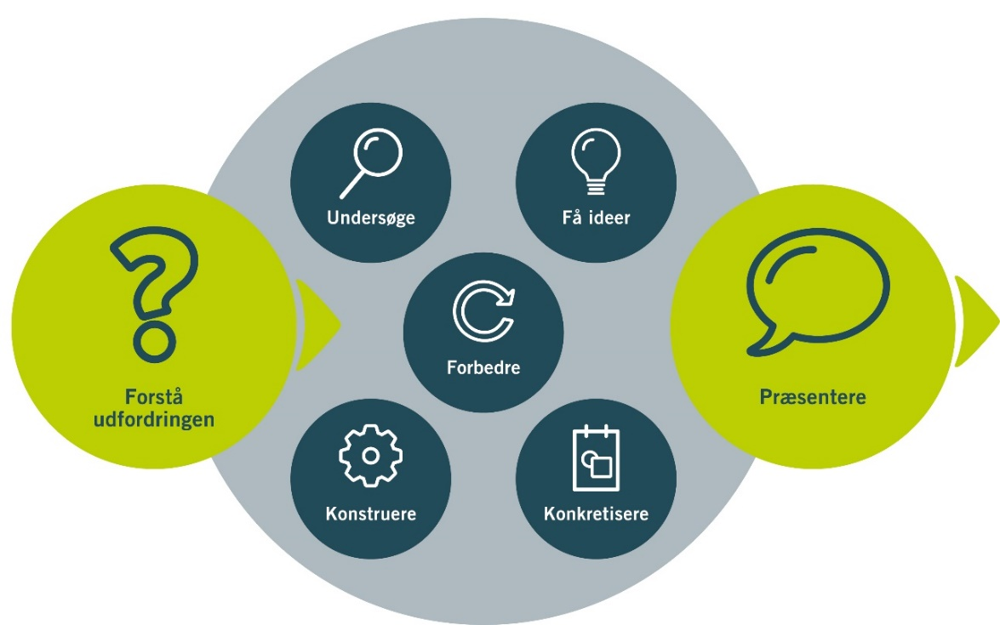 Forstå
udfordringen
Undersøge
Få ideer
Forbedre
Konstruere
Konkretisere
Præsentere